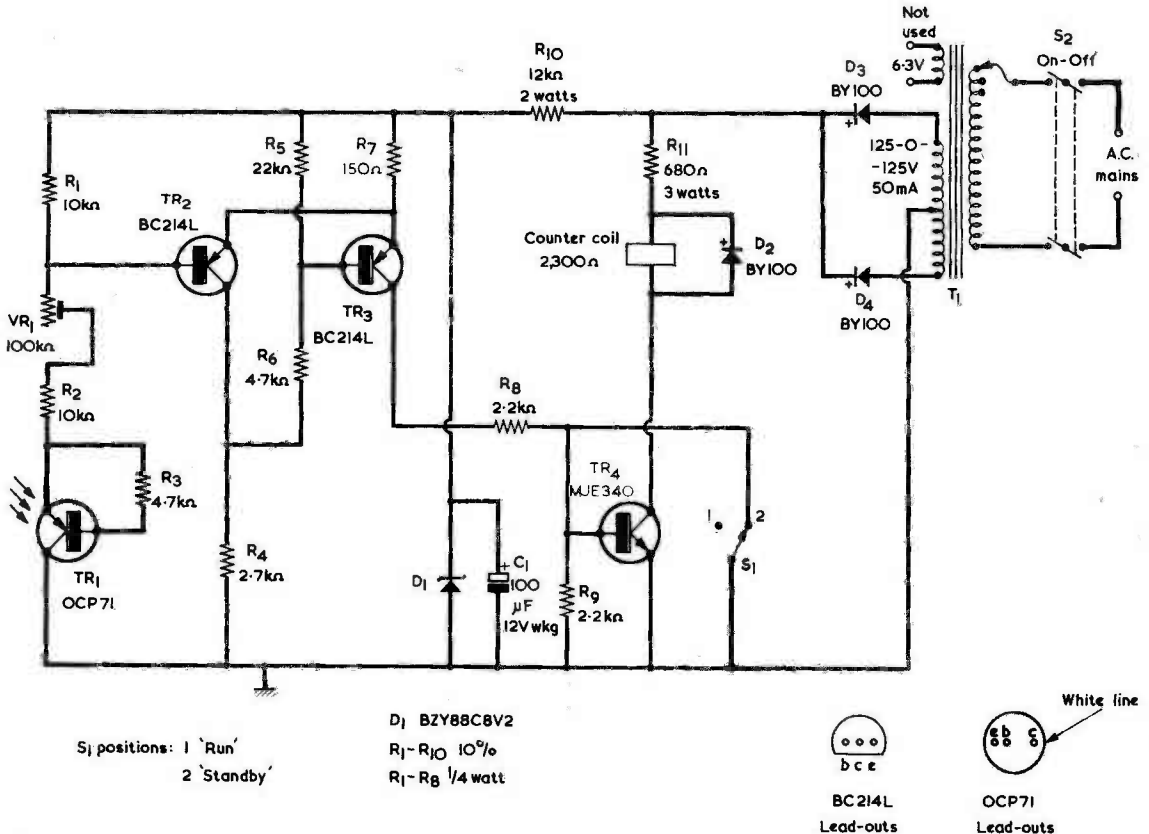 Not
used
6·3V
S2
On-Off
R10
12kΩ
2 watts
D3
BY100
R5
22kΩ
R7
150Ω
R11
680Ω
3 watts
125-0-
-125V
50mA
A.C.
mains
R1
10kΩ
TR2
BC214L
Counter coil
2,300Ω
D2
BY100
TR3
BC214L
D4
BY100
T1
VR1
100kΩ
R6
4·7kΩ
R2
10kΩ
R8
2·2kΩ
R3
4·7kΩ
TR4
MJE340
1
2
S1
TR1
OCP71
R4
2·7kΩ
D1
+ C1
100
µF
12V wkg
R9
2·2kΩ
S1 positions: 1 'Run'
2 'Standby'
D1 BZY88C8V2
R1-R10 10%
R1-R8 1/4 watt
White line
b c e
e b c
BC214L
Lead-outs
OCP71
Lead-outs